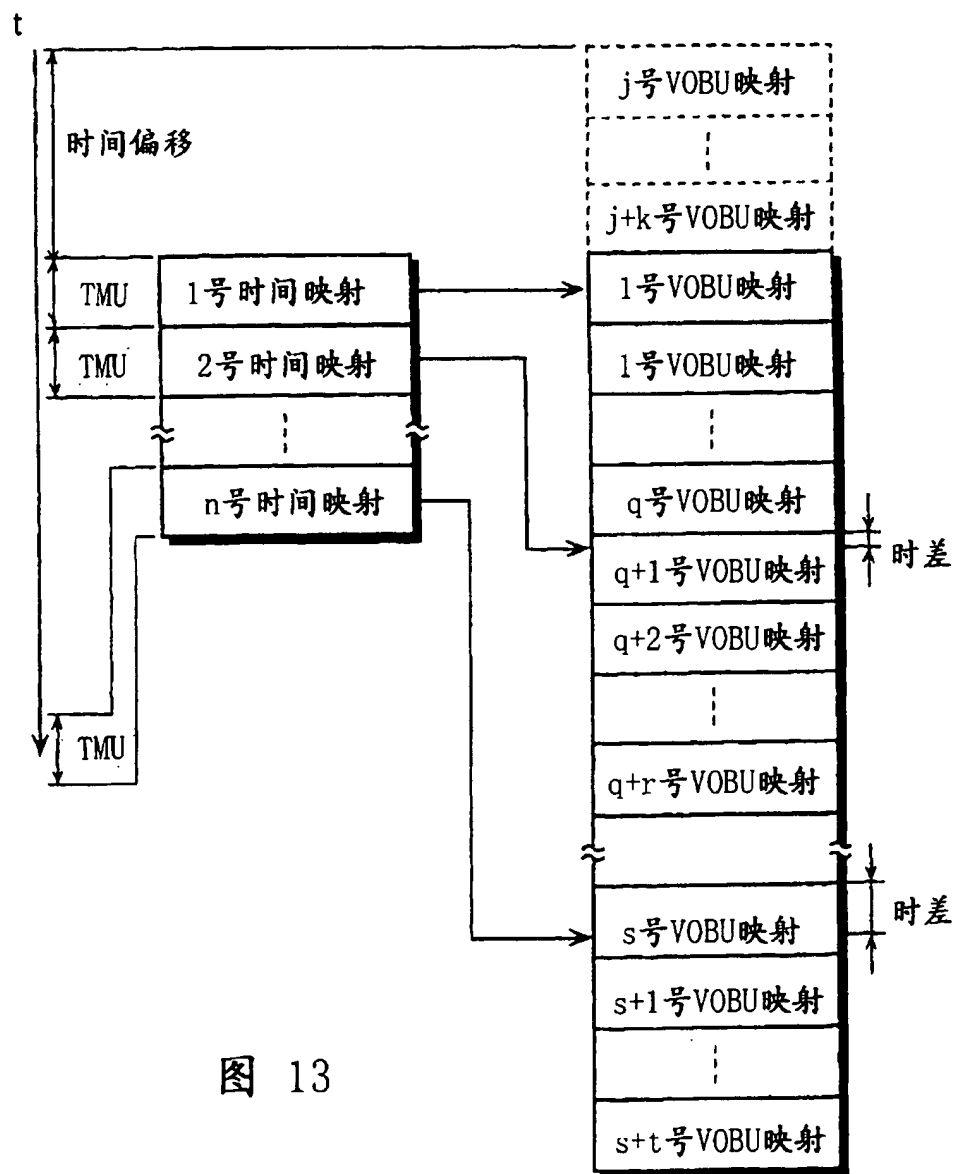 t
j号VOBU映射
时间偏移
j+k号VOBU映射
TMU 1号时间映射 1号VOBU映射
TMU 2号时间映射 1号VOBU映射
n号时间映射 q号VOBU映射
q+1号VOBU映射 时差
q+2号VOBU映射
TMU
q+r号VOBU映射
s号VOBU映射 时差
s+1号VOBU映射
图 13
s+t号VOBU映射